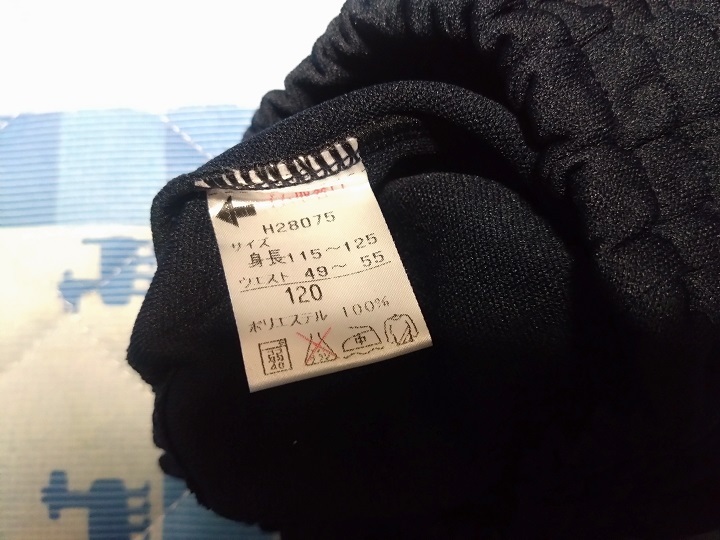 H28075
サイズ
身長115～125
ウエスト 49～ 55
120
ポリエステル 100%
中